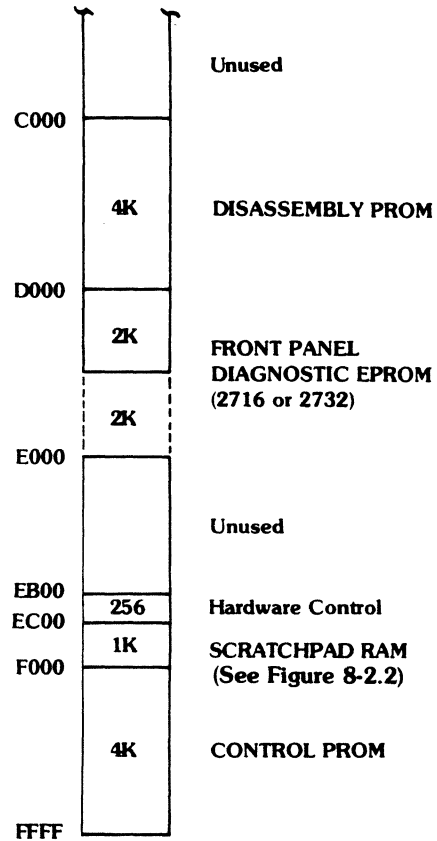 Unused
C000
4K DISASSEMBLY PROM
D000
2K
FRONT PANEL
DIAGNOSTIC EPROM
(2716 or 2732)
2K
E000
Unused
EB00
256 Hardware Control
EC00
1K SCRATCHPAD RAM
(See Figure 8-2.2)
F000
4K CONTROL PROM
FFFF